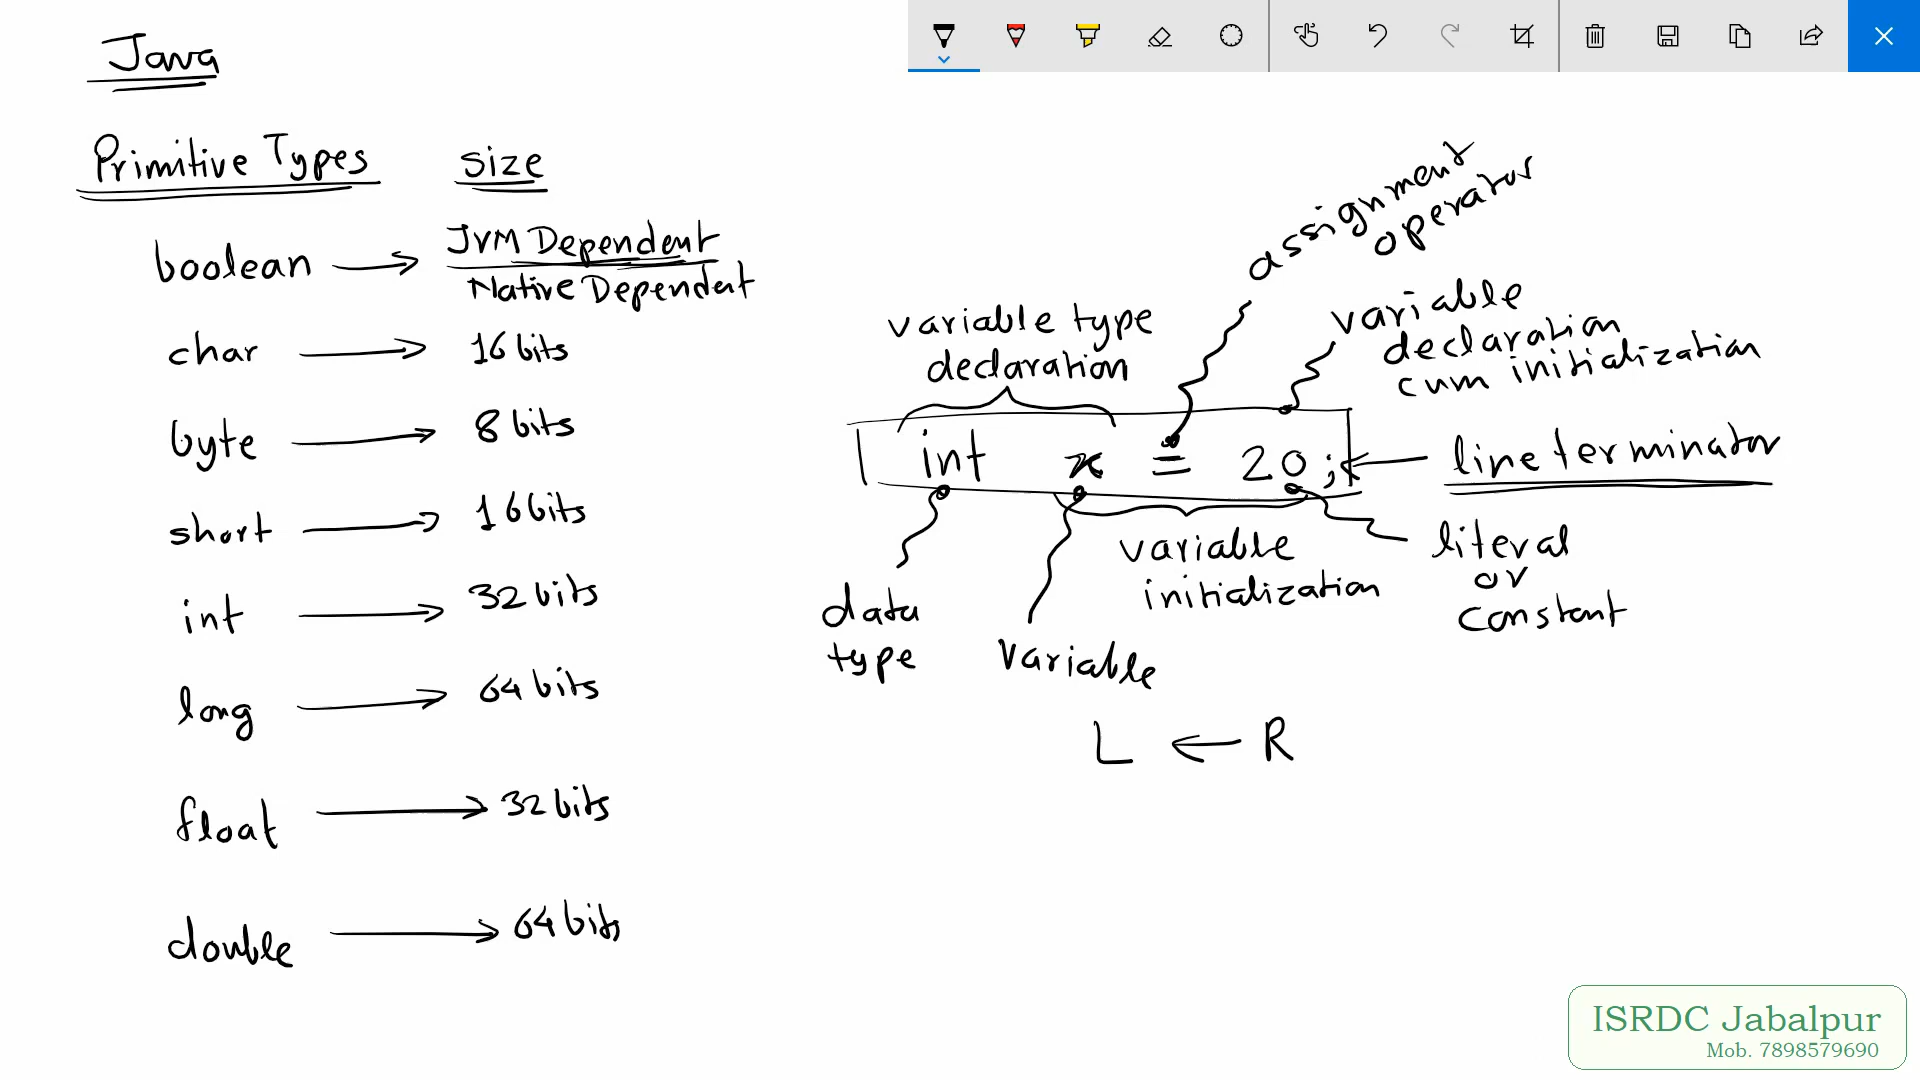 Java
Primitive Types Size
boolean → JVM Dependent
Native Dependent
char → 16 bits
byte → 8 bits
short → 16 bits
int → 32 bits
long → 64 bits
float → 32 bits
double → 64 bits
assignment
operator
variable
declaration
cum initialization
variable type
declaration
int x = 20;
line terminator
data
type
variable
variable
initialization
literal
or
constant
L ← R
ISRDC Jabalpur
Mob. 7898579690